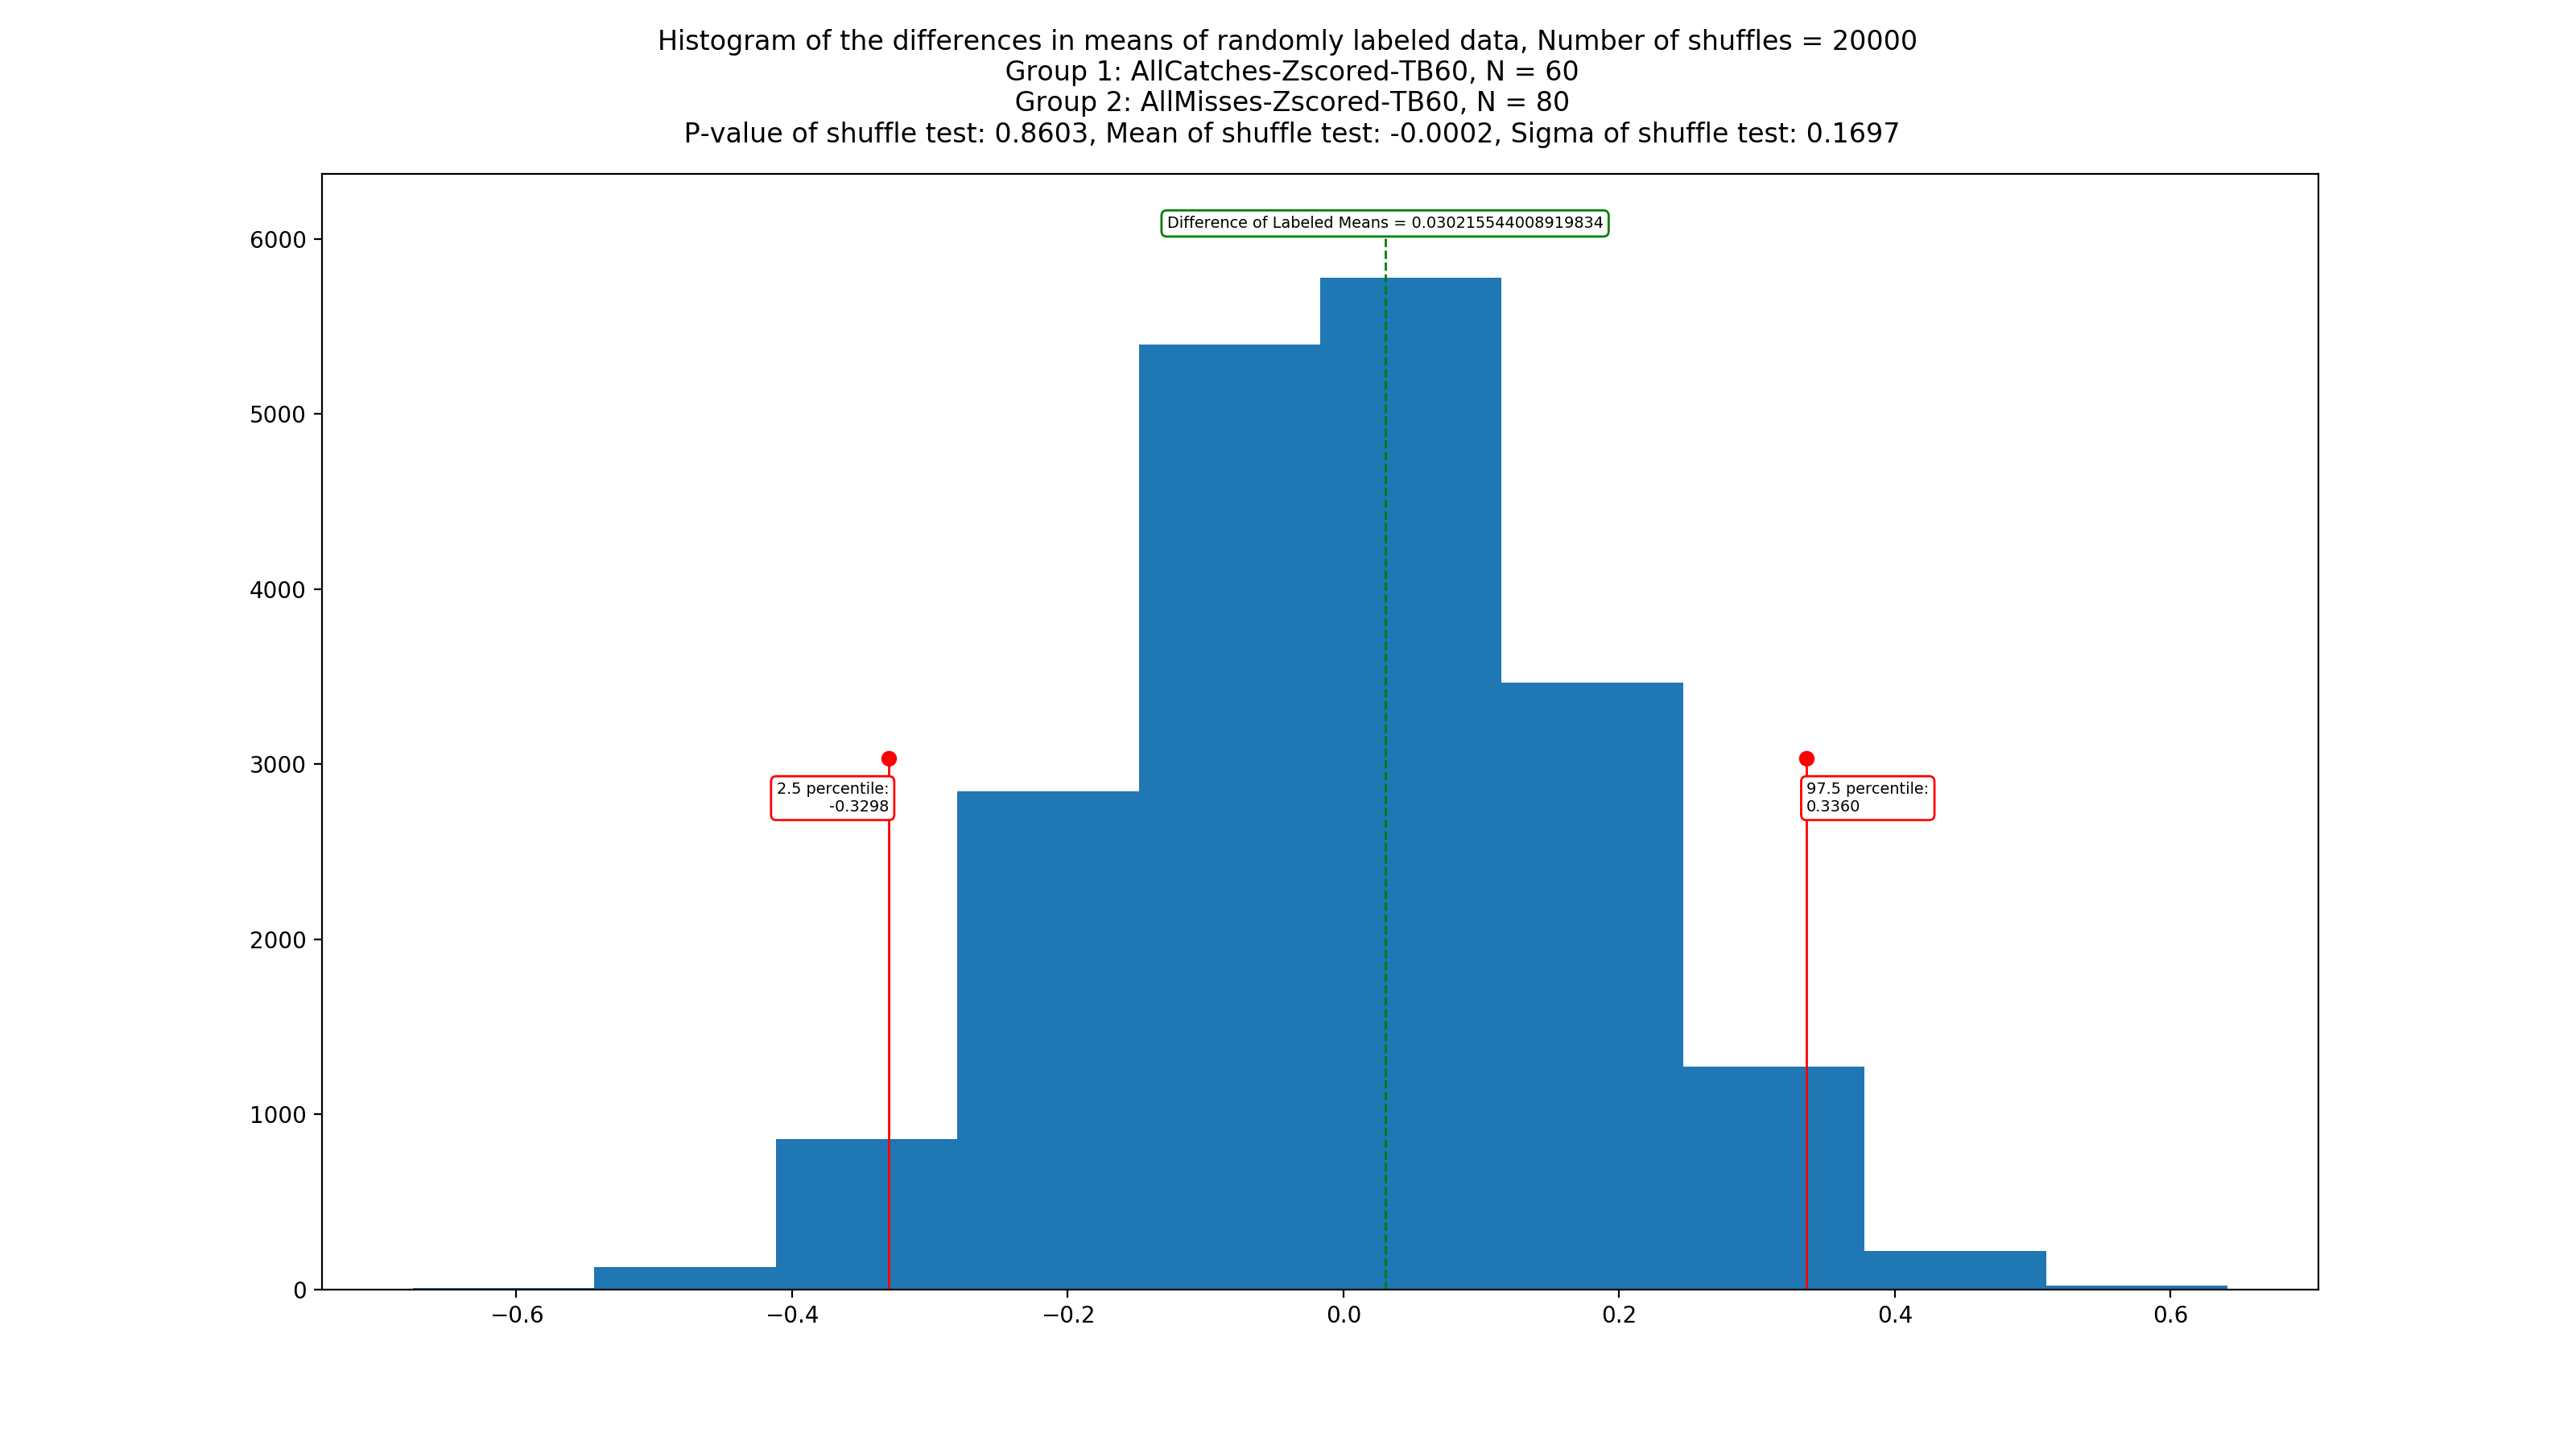 Histogram of the differences in means of randomly labeled data, Number of shuffles = 20000
Group 1: AllCatches-Zscored-TB60, N = 60
Group 2: AllMisses-Zscored-TB60, N = 80
P-value of shuffle test: 0.8603, Mean of shuffle test: -0.0002, Sigma of shuffle test: 0.1697
Difference of Labeled Means = 0.030215544008919834
6000
5000
4000
3000
2.5 percentile:
-0.3298
97.5 percentile:
0.3360
2000
1000
0
−0.6
−0.4
−0.2
0.0
0.2
0.4
0.6